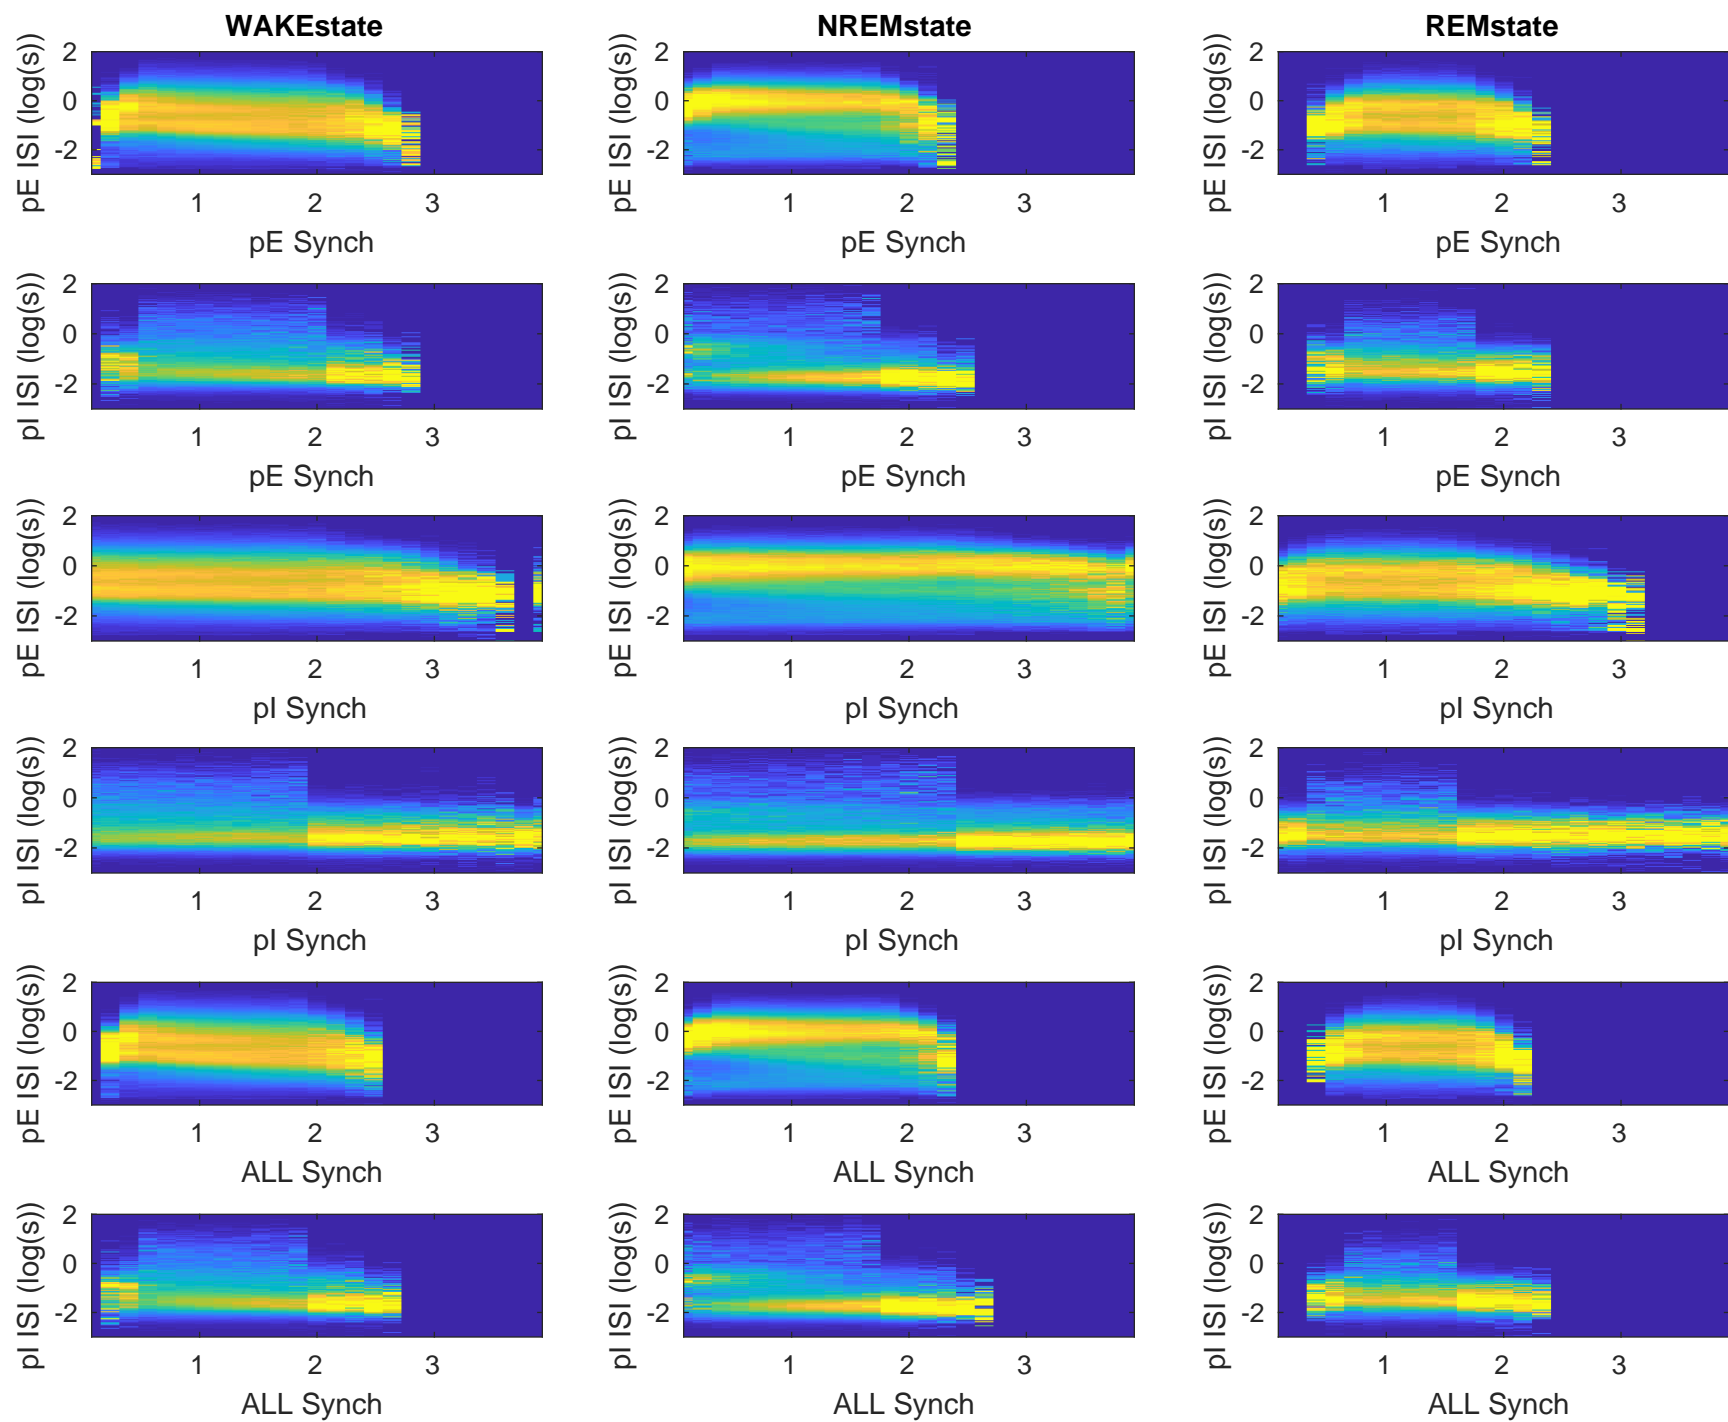 WAKEstate NREMstate REMstate
pE ISI (log(s)) 2 0 -2 pE ISI (log(s)) 2 0 -2 pE ISI (log(s)) 2 0 -2
1 2 3 1 2 3 1 2 3
pE Synch pE Synch pE Synch
pI ISI (log(s)) 2 0 -2 pI ISI (log(s)) 2 0 -2 pI ISI (log(s)) 2 0 -2
1 2 3 1 2 3 1 2 3
pE Synch pE Synch pE Synch
pE ISI (log(s)) 2 0 -2 pE ISI (log(s)) 2 0 -2 pE ISI (log(s)) 2 0 -2
1 2 3 1 2 3 1 2 3
pI Synch pI Synch pI Synch
pI ISI (log(s)) 2 0 -2 pI ISI (log(s)) 2 0 -2 pI ISI (log(s)) 2 0 -2
1 2 3 1 2 3 1 2 3
pI Synch pI Synch pI Synch
pE ISI (log(s)) 2 0 -2 pE ISI (log(s)) 2 0 -2 pE ISI (log(s)) 2 0 -2
1 2 3 1 2 3 1 2 3
ALL Synch ALL Synch ALL Synch
pI ISI (log(s)) 2 0 -2 pI ISI (log(s)) 2 0 -2 pI ISI (log(s)) 2 0 -2
1 2 3 1 2 3 1 2 3
ALL Synch ALL Synch ALL Synch